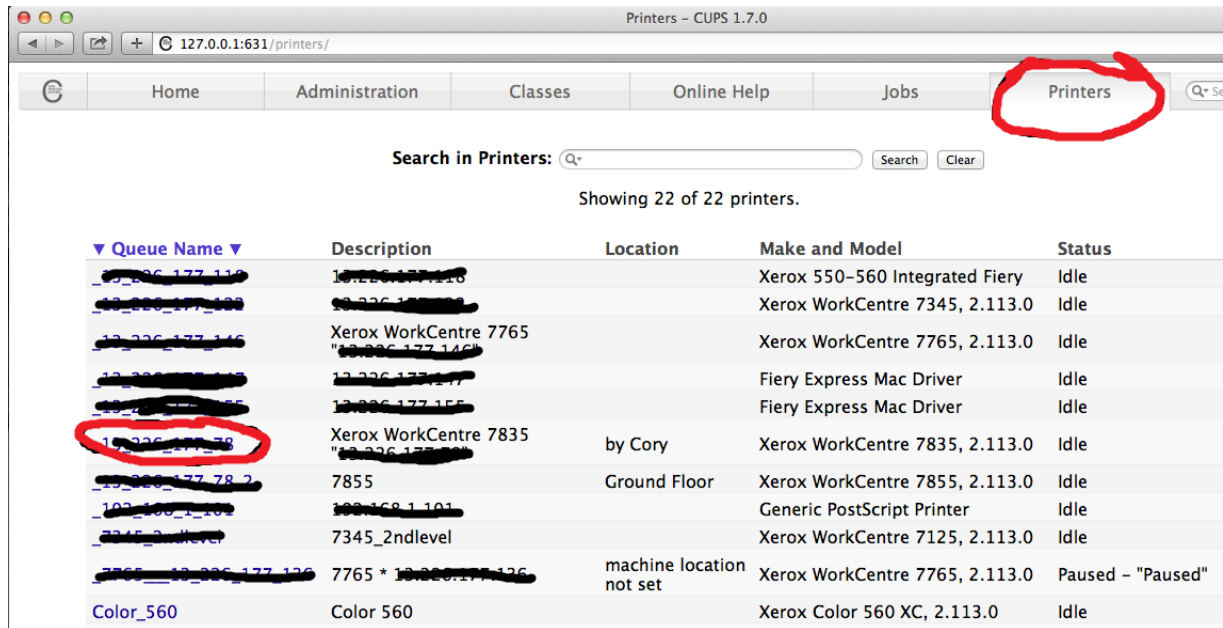 Printers – CUPS 1.7.0
127.0.0.1:631/printers/
Home Administration Classes Online Help Jobs Printers Se
Search in Printers: Search Clear
Showing 22 of 22 printers.
▼ Queue Name ▼ Description Location Make and Model Status
Xerox 550-560 Integrated Fiery Idle
Xerox WorkCentre 7345, 2.113.0 Idle
Xerox WorkCentre 7765
Xerox WorkCentre 7765, 2.113.0 Idle
Fiery Express Mac Driver Idle
Fiery Express Mac Driver Idle
Xerox WorkCentre 7835
by Cory Xerox WorkCentre 7835, 2.113.0 Idle
7855 Ground Floor Xerox WorkCentre 7855, 2.113.0 Idle
Generic PostScript Printer Idle
7345_2ndlevel Xerox WorkCentre 7125, 2.113.0 Idle
7765 * machine location not set Xerox WorkCentre 7765, 2.113.0 Paused - "Paused"
Color_560 Color 560 Xerox Color 560 XC, 2.113.0 Idle